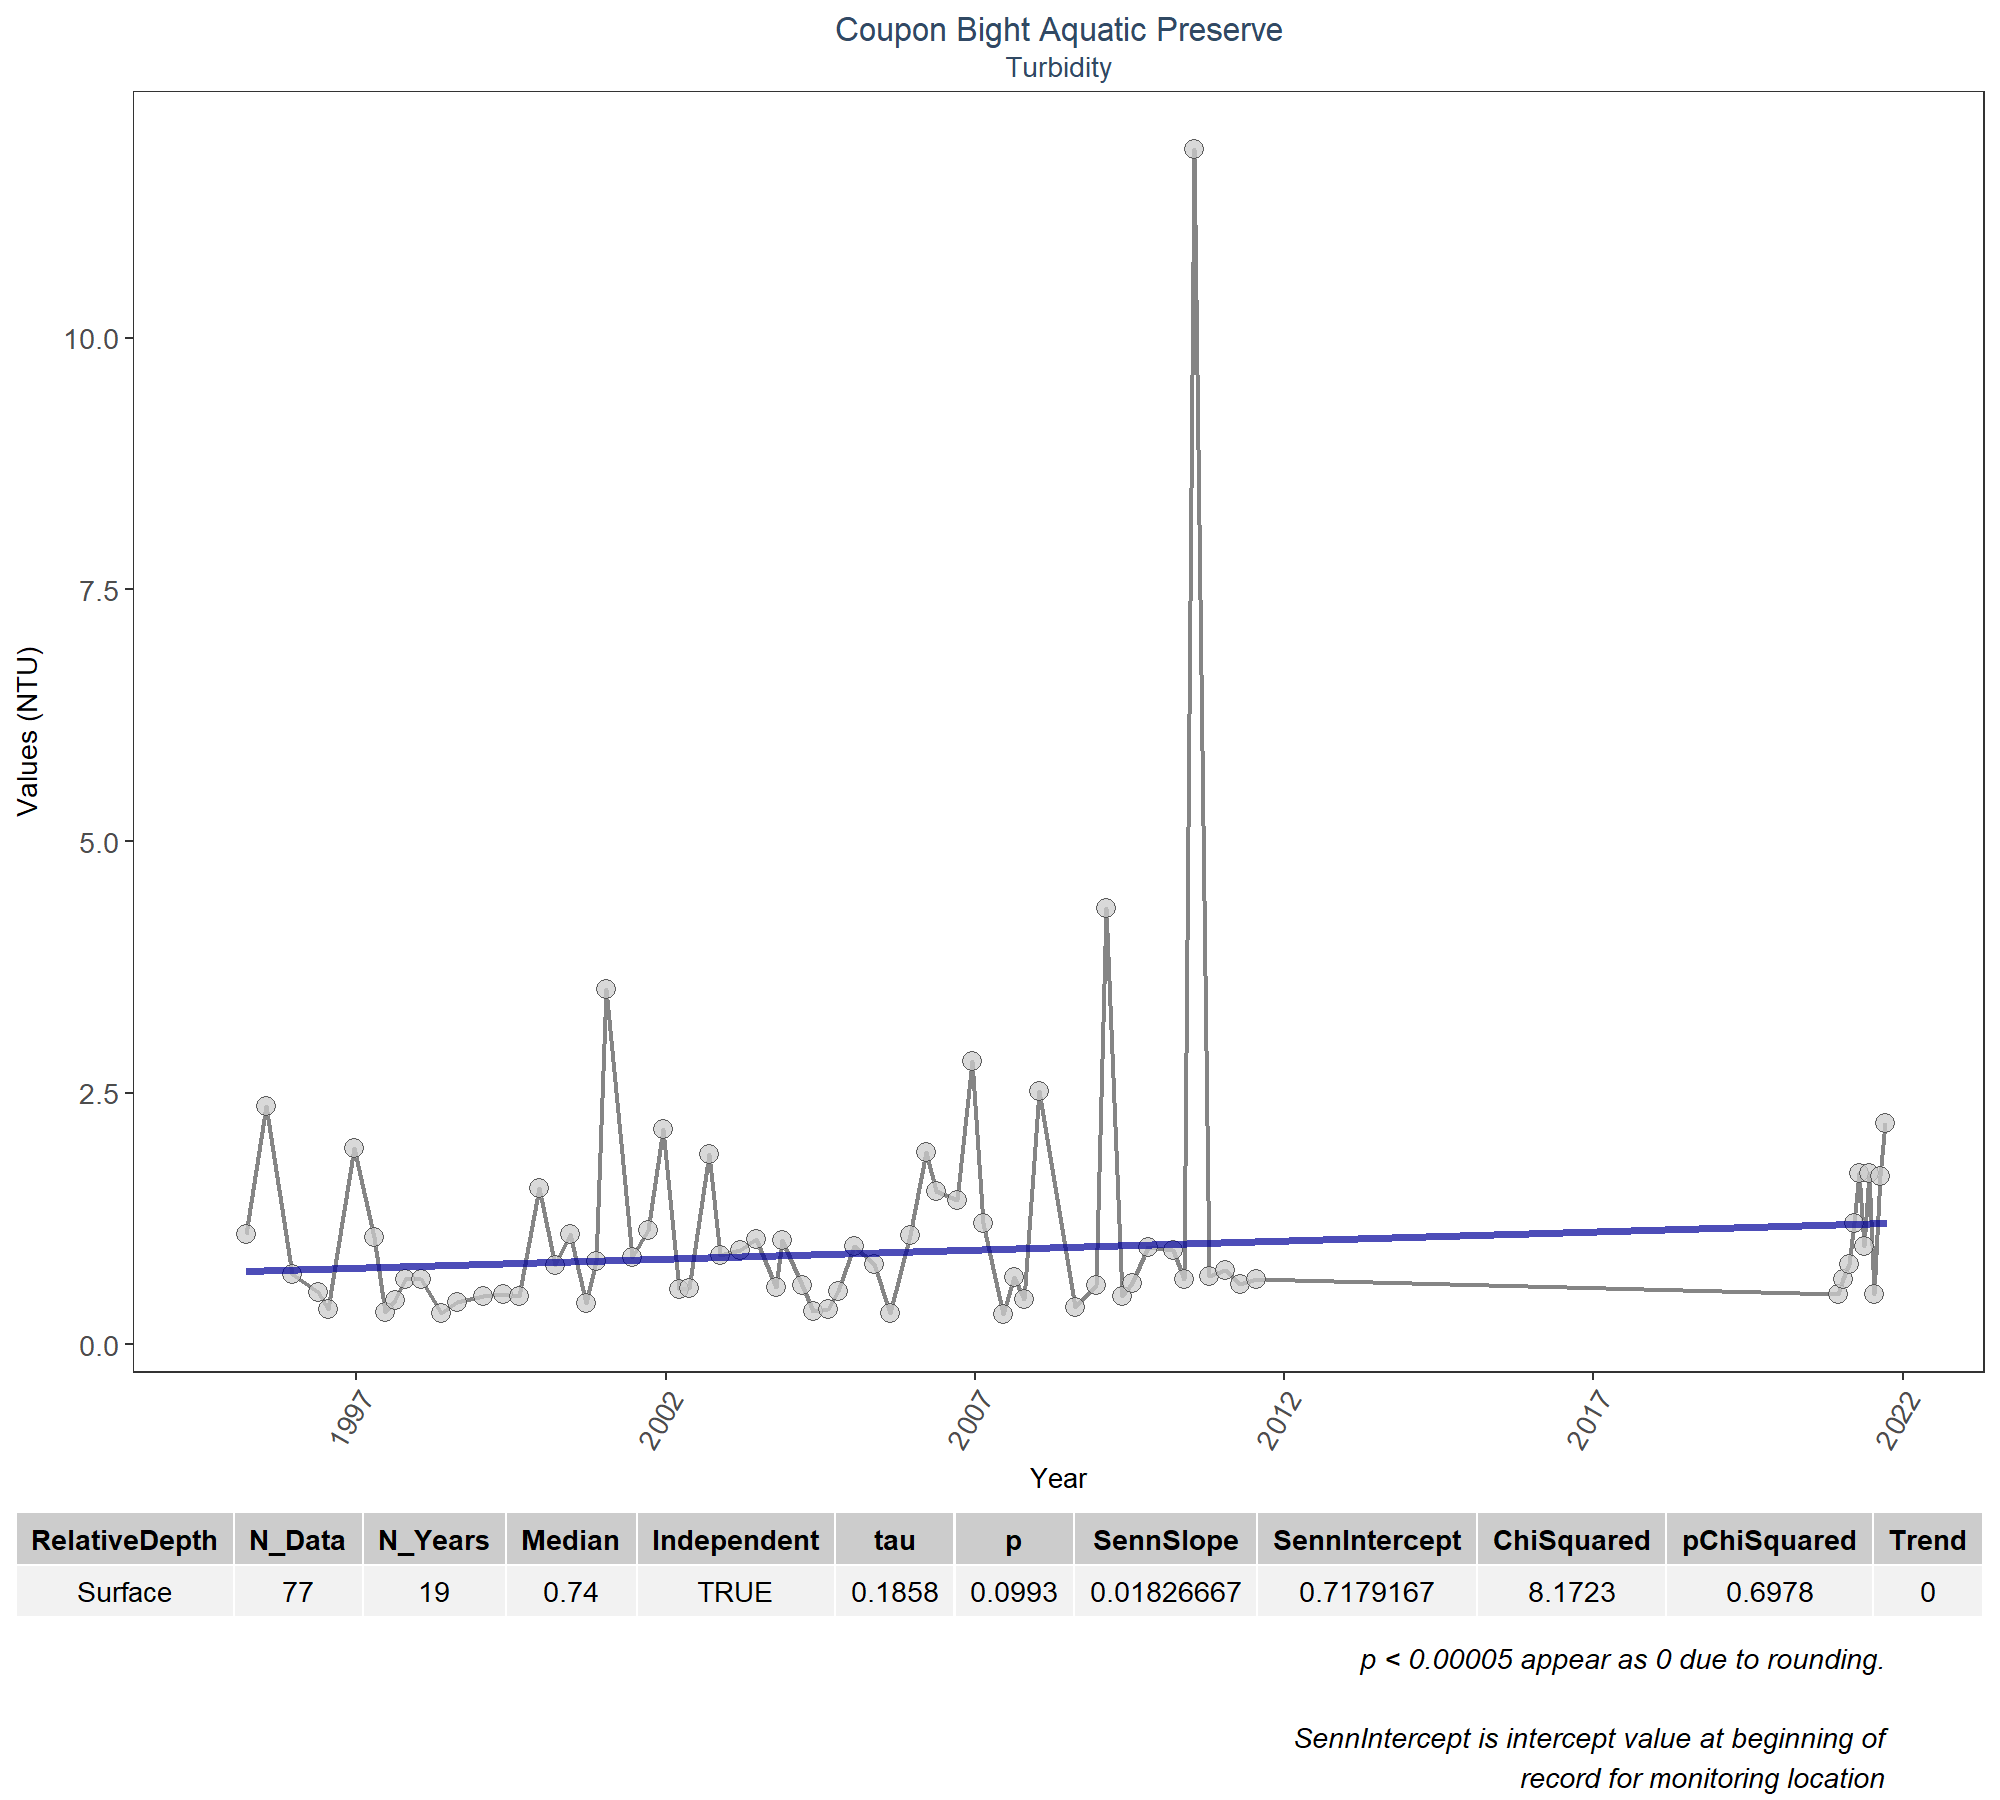 Coupon Bight Aquatic Preserve
Turbidity
Values (NTU)
10.0
7.5
5.0
2.5
0.0
1997 2002 2007 2012 2017 2022
Year
RelativeDepth N_Data N_Years Median Independent tau p SennSlope SennIntercept ChiSquared pChiSquared Trend
Surface 77 19 0.74 TRUE 0.1858 0.0993 0.01826667 0.7179167 8.1723 0.6978 0
p < 0.00005 appear as 0 due to rounding.
SennIntercept is intercept value at beginning of
record for monitoring location